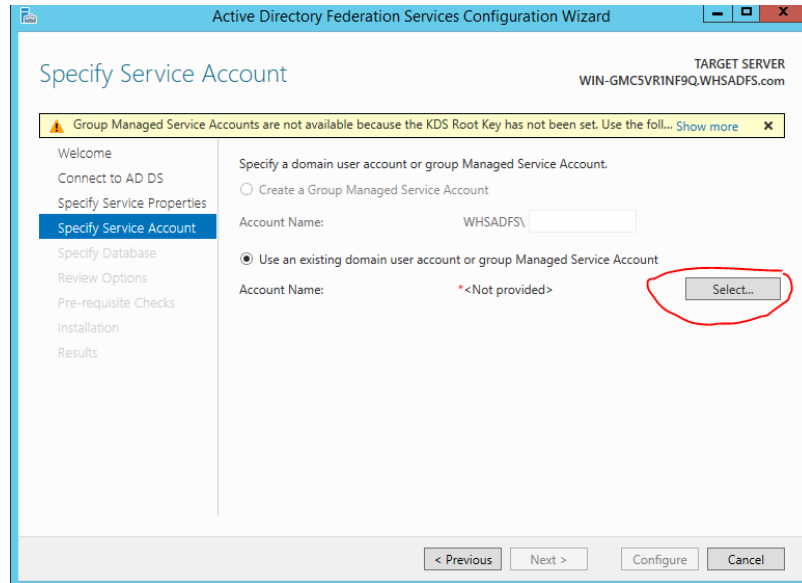 Active Directory Federation Services Configuration Wizard
Specify Service Account
TARGET SERVER
WIN-GMC5VR1NF9Q.WHSADFS.com
Group Managed Service Accounts are not available because the KDS Root Key has not been set. Use the foll... Show more
Welcome
Connect to AD DS
Specify Service Properties
Specify Service Account
Specify Database
Review Options
Pre-requisite Checks
Installation
Results
Specify a domain user account or group Managed Service Account.
Create a Group Managed Service Account
Account Name: WHSADFS\
Use an existing domain user account or group Managed Service Account
Account Name: *<Not provided> Select...
< Previous Next > Configure Cancel